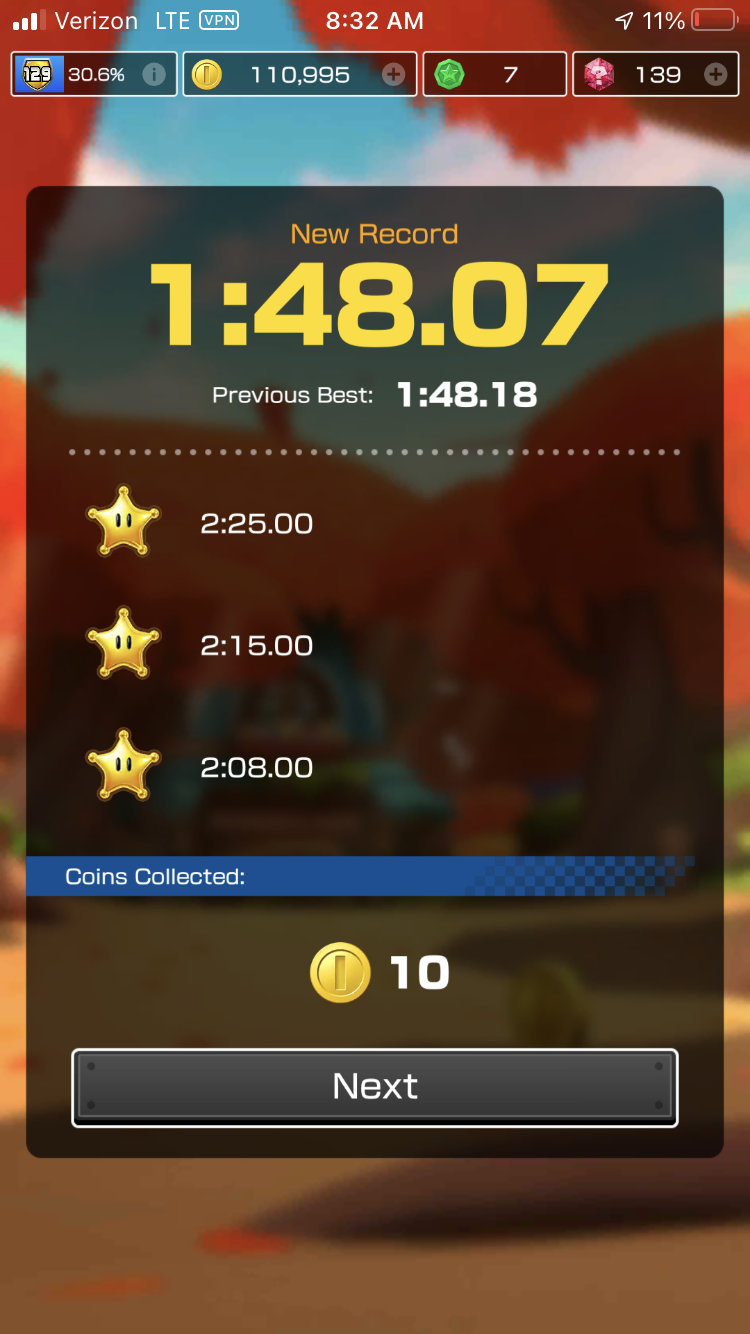 Verizon LTE VPN 8:32 AM 11%
129 30.6% i 110,995 + 7 ? 139 +
New Record
1:48.07
Previous Best: 1:48.18
2:25.00
2:15.00
2:08.00
Coins Collected:
10
Next